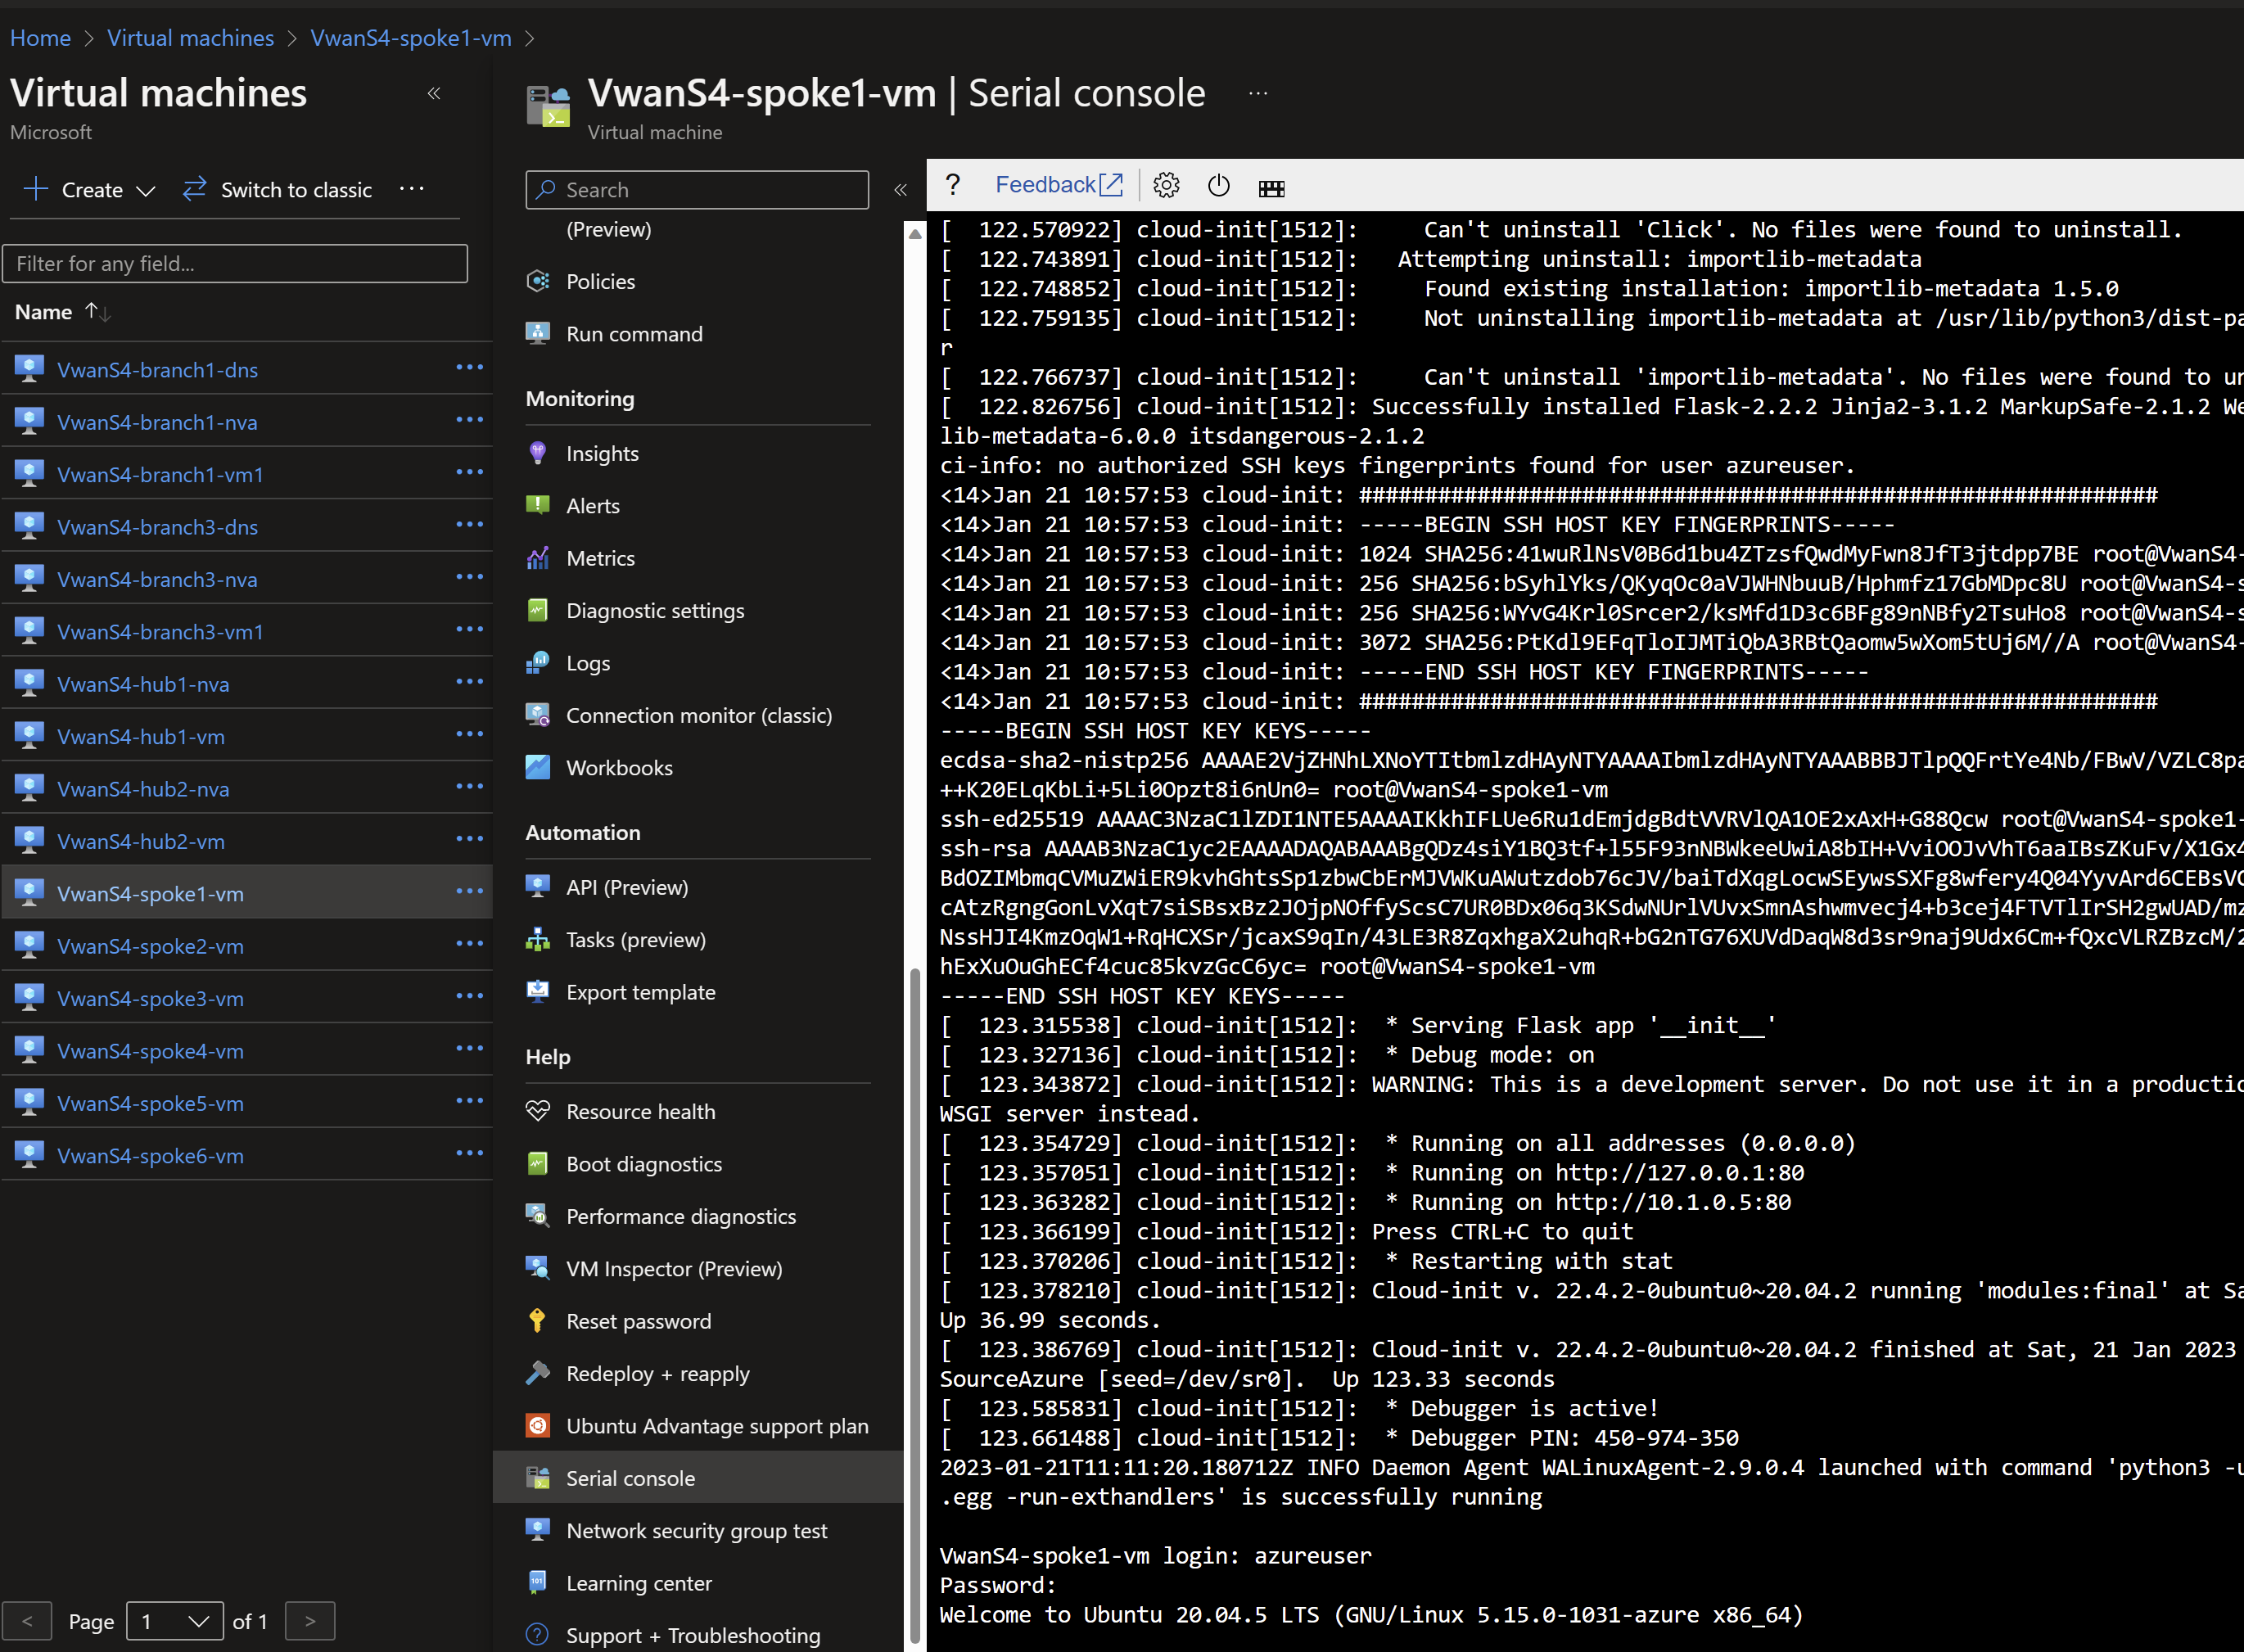 Home > Virtual machines > VwanS4-spoke1-vm >
Virtual machines «
Microsoft
+ Create Switch to classic ...
Filter for any field...
Name ↑↓
VwanS4-branch1-dns ...
VwanS4-branch1-nva ...
VwanS4-branch1-vm1 ...
VwanS4-branch3-dns ...
VwanS4-branch3-nva ...
VwanS4-branch3-vm1 ...
VwanS4-hub1-nva ...
VwanS4-hub1-vm ...
VwanS4-hub2-nva ...
VwanS4-hub2-vm ...
VwanS4-spoke1-vm ...
VwanS4-spoke2-vm ...
VwanS4-spoke3-vm ...
VwanS4-spoke4-vm ...
VwanS4-spoke5-vm ...
VwanS4-spoke6-vm ...
< Page 1 of 1 >
VwanS4-spoke1-vm | Serial console ...
Virtual machine
Search «
(Preview)
Policies
Run command
Monitoring
Insights
Alerts
Metrics
Diagnostic settings
Logs
Connection monitor (classic)
Workbooks
Automation
API (Preview)
Tasks (preview)
Export template
Help
Resource health
Boot diagnostics
Performance diagnostics
VM Inspector (Preview)
Reset password
Redeploy + reapply
Ubuntu Advantage support plan
Serial console
Network security group test
Learning center
Support + Troubleshooting
? Feedback
[  122.570922] cloud-init[1512]:     Can't uninstall 'Click'. No files were found to uninstall.
[  122.743891] cloud-init[1512]:   Attempting uninstall: importlib-metadata
[  122.748852] cloud-init[1512]:     Found existing installation: importlib-metadata 1.5.0
[  122.759135] cloud-init[1512]:     Not uninstalling importlib-metadata at /usr/lib/python3/dist-pa
r
[  122.766737] cloud-init[1512]:     Can't uninstall 'importlib-metadata'. No files were found to un
[  122.826756] cloud-init[1512]: Successfully installed Flask-2.2.2 Jinja2-3.1.2 MarkupSafe-2.1.2 We
lib-metadata-6.0.0 itsdangerous-2.1.2
ci-info: no authorized SSH keys fingerprints found for user azureuser.
<14>Jan 21 10:57:53 cloud-init: #############################################################
<14>Jan 21 10:57:53 cloud-init: -----BEGIN SSH HOST KEY FINGERPRINTS-----
<14>Jan 21 10:57:53 cloud-init: 1024 SHA256:41wuRlNsV0B6d1bu4ZTzsfQwdMyFwn8JfT3jtdpp7BE root@VwanS4-
<14>Jan 21 10:57:53 cloud-init: 256 SHA256:bSyhlYks/QKyqOc0aVJWHNbuuB/Hphmfz17GbMDpc8U root@VwanS4-s
<14>Jan 21 10:57:53 cloud-init: 256 SHA256:WYvG4Krl0Srcer2/ksMfd1D3c6BFg89nNBfy2TsuHo8 root@VwanS4-s
<14>Jan 21 10:57:53 cloud-init: 3072 SHA256:PtKdl9EFqTloIJMTiQbA3RBtQaomw5wXom5tUj6M//A root@VwanS4-
<14>Jan 21 10:57:53 cloud-init: -----END SSH HOST KEY FINGERPRINTS-----
<14>Jan 21 10:57:53 cloud-init: #############################################################
-----BEGIN SSH HOST KEY KEYS-----
ecdsa-sha2-nistp256 AAAAE2VjZHNhLXNoYTItbmlzdHAyNTYAAAAIbmlzdHAyNTYAAABBBJTlpQQFrtYe4Nb/FBwV/VZLC8pa
++K20ELqKbLi+5Li0Opzt8i6nUn0= root@VwanS4-spoke1-vm
ssh-ed25519 AAAAC3NzaC1lZDI1NTE5AAAAIKkhIFLUe6Ru1dEmjdgBdtVVRVlQA1OE2xAxH+G88Qcw root@VwanS4-spoke1-
ssh-rsa AAAAB3NzaC1yc2EAAAADAQABAAABgQDz4siY1BQ3tf+l55F93nNBWkeeUwiA8bIH+VviOOJvVhT6aaIBsZKuFv/X1Gx4
BdOZIMbmqCVMuZWiER9kvhGhtsSp1zbwCbErMJVWKuAWutzdob76cJV/baiTdXqgLocwSEywsSXFg8wfery4Q04YyvArd6CEBsVC
cAtzRgngGonLvXqt7siSBsxBz2JOjpNOffyScsC7UR0BDx06q3KSdwNUrlVUvxSmnAshwmvecj4+b3cej4FTVTlIrSH2gwUAD/mz
NssHJI4KmzOqW1+RqHCXSr/jcaxS9qIn/43LE3R8ZqxhgaX2uhqR+bG2nTG76XUVdDaqW8d3sr9naj9Udx6Cm+fQxcVLRZBzcM/2
hExXuOuGhECf4cuc85kvzGcC6yc= root@VwanS4-spoke1-vm
-----END SSH HOST KEY KEYS-----
[  123.315538] cloud-init[1512]:  * Serving Flask app '__init__'
[  123.327136] cloud-init[1512]:  * Debug mode: on
[  123.343872] cloud-init[1512]: WARNING: This is a development server. Do not use it in a productio
WSGI server instead.
[  123.354729] cloud-init[1512]:  * Running on all addresses (0.0.0.0)
[  123.357051] cloud-init[1512]:  * Running on http://127.0.0.1:80
[  123.363282] cloud-init[1512]:  * Running on http://10.1.0.5:80
[  123.366199] cloud-init[1512]: Press CTRL+C to quit
[  123.370206] cloud-init[1512]:  * Restarting with stat
[  123.378210] cloud-init[1512]: Cloud-init v. 22.4.2-0ubuntu0~20.04.2 running 'modules:final' at Sa
Up 36.99 seconds.
[  123.386769] cloud-init[1512]: Cloud-init v. 22.4.2-0ubuntu0~20.04.2 finished at Sat, 21 Jan 2023
SourceAzure [seed=/dev/sr0].  Up 123.33 seconds
[  123.585831] cloud-init[1512]:  * Debugger is active!
[  123.661488] cloud-init[1512]:  * Debugger PIN: 450-974-350
2023-01-21T11:11:20.180712Z INFO Daemon Agent WALinuxAgent-2.9.0.4 launched with command 'python3 -u
.egg -run-exthandlers' is successfully running
VwanS4-spoke1-vm login: azureuser
Password:
Welcome to Ubuntu 20.04.5 LTS (GNU/Linux 5.15.0-1031-azure x86_64)